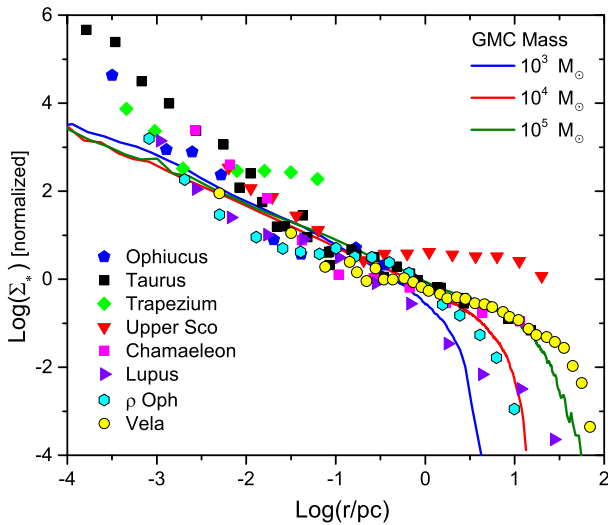 6
4
2
0
-2
-4
Log(Σ*) [normalized]
GMC Mass
10³ M☉
10⁴ M☉
10⁵ M☉
Ophiucus
Taurus
Trapezium
Upper Sco
Chamaeleon
Lupus
ρ Oph
Vela
-4 -3 -2 -1 0 1 2
Log(r/pc)